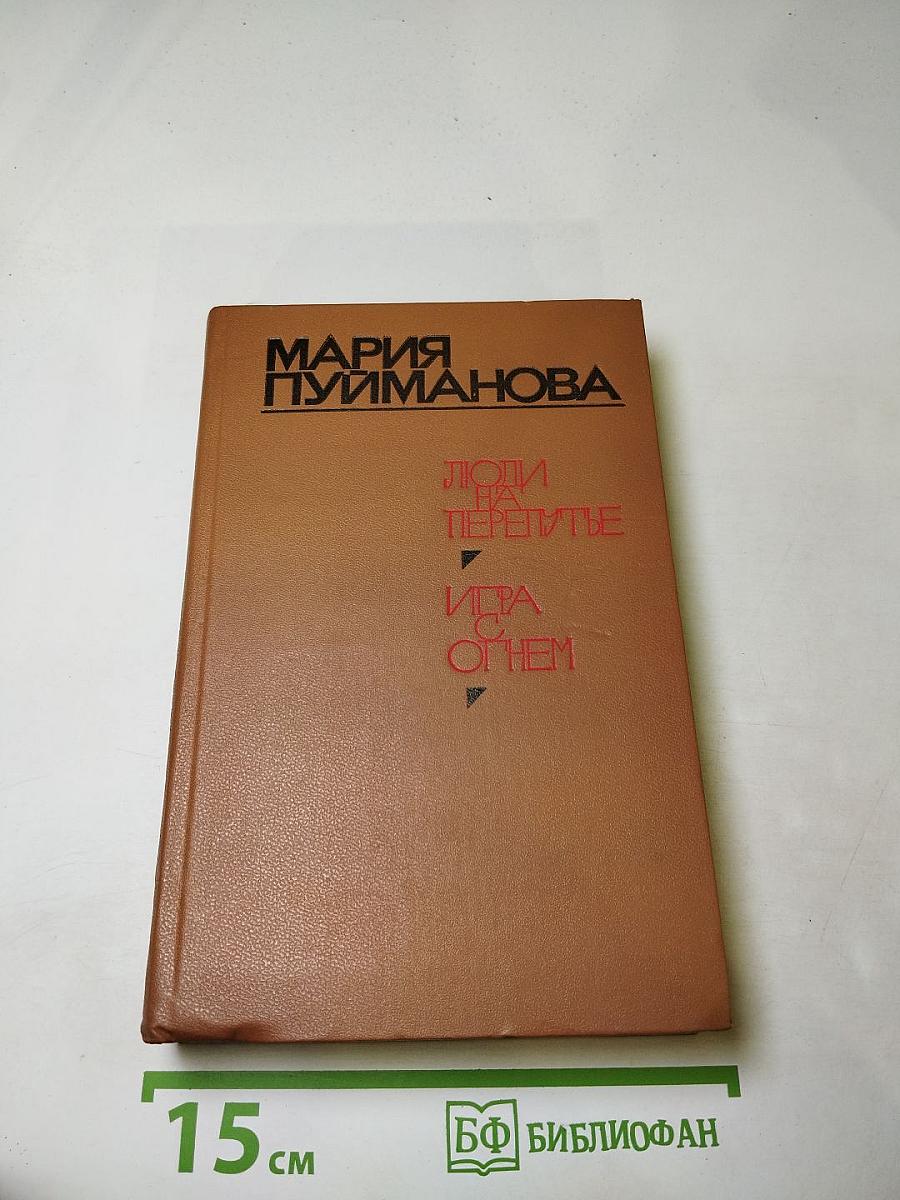 МАРИЯ
ПУЙМАНОВА
ЛЮДИ
НА
ПЕРЕПУТЬЕ
ИГРА
С
ОГНЕМ
15 см
БФ БИБЛИОФАН